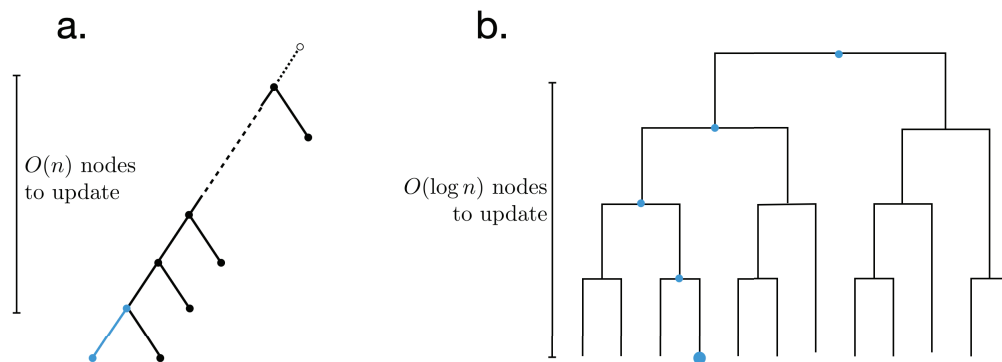 a.
O(n) nodes
to update
b.
O(log n) nodes
to update